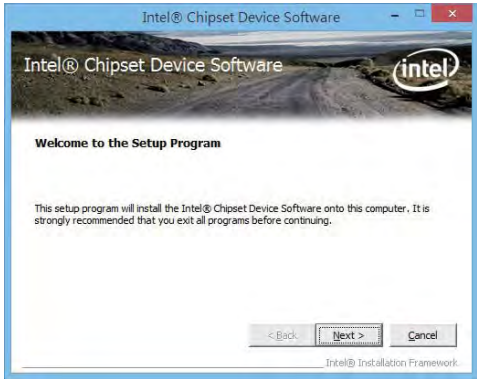 Intel® Chipset Device Software
Intel® Chipset Device Software
intel
Welcome to the Setup Program
This setup program will install the Intel® Chipset Device Software onto this computer. It is
strongly recommended that you exit all programs before continuing.
< Back
Next >
Cancel
Intel® Installation Framework